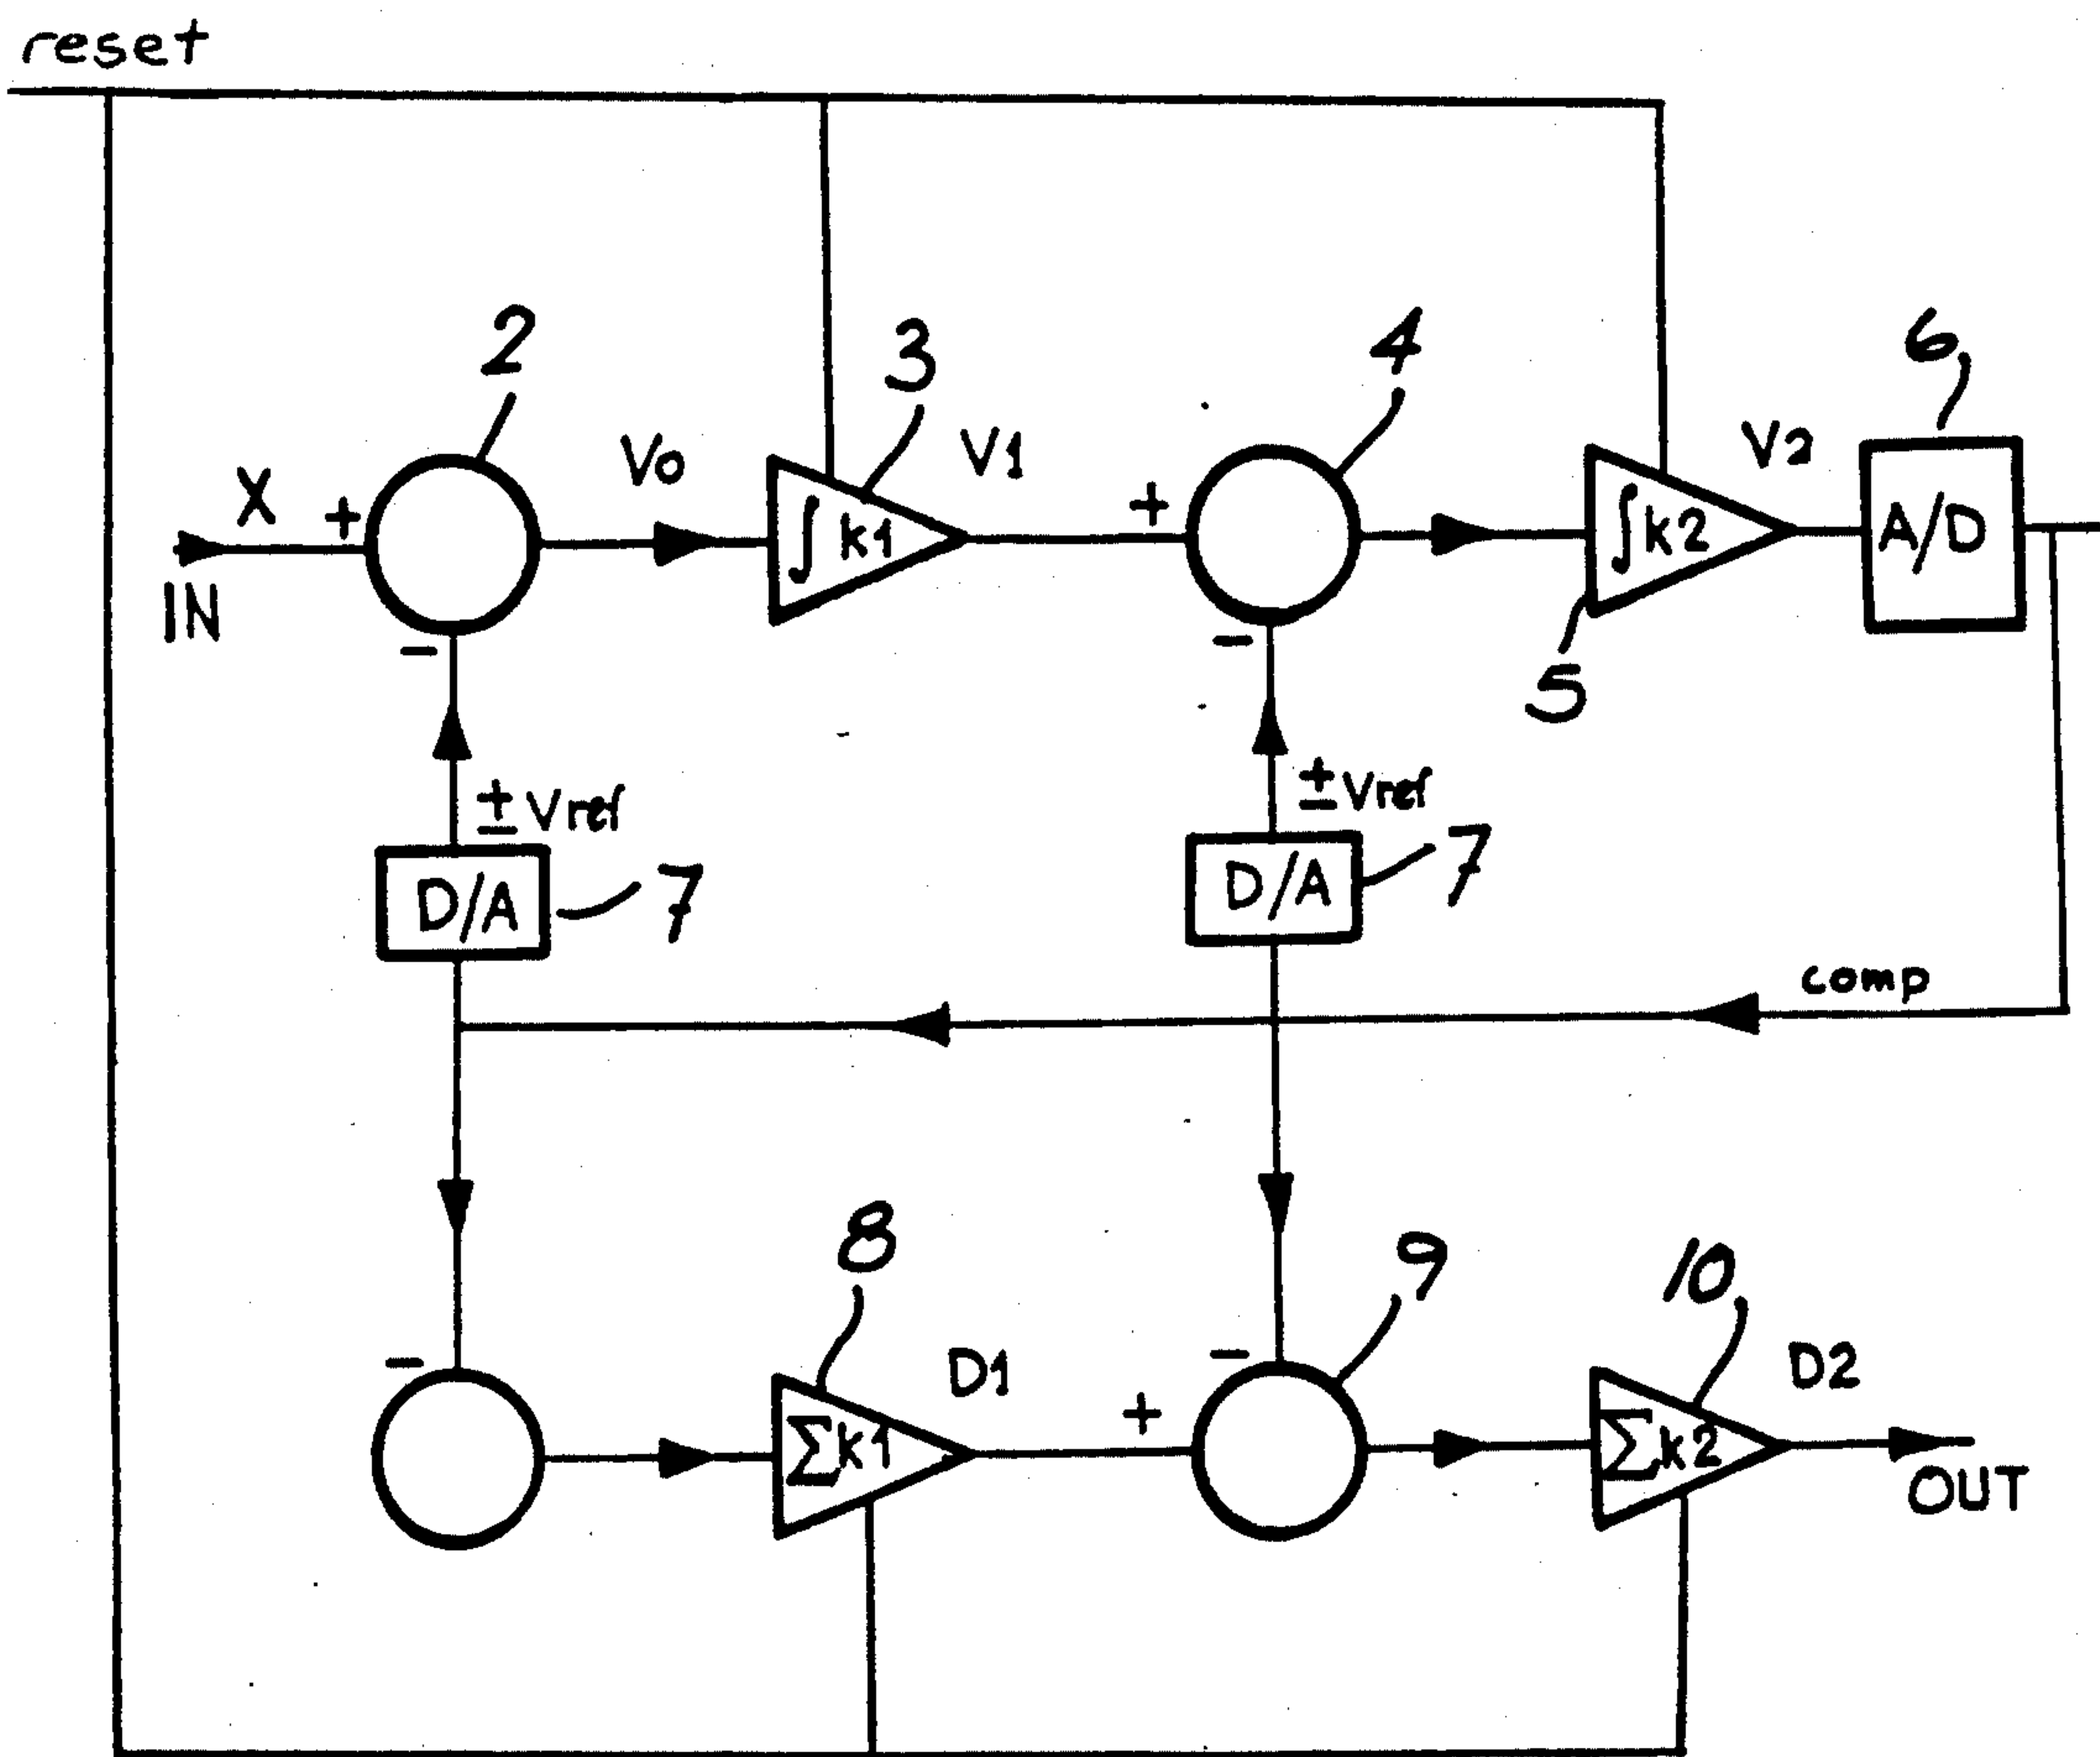 reset
2
3
4
6
X
+
Vo
V1
+
V2
∫k1
∫k2
A/D
IN
-
-
5
±Vref
±Vref
D/A
7
D/A
7
comp
8
9
10
-
D1
-
D2
+
Σk1
Σk2
OUT